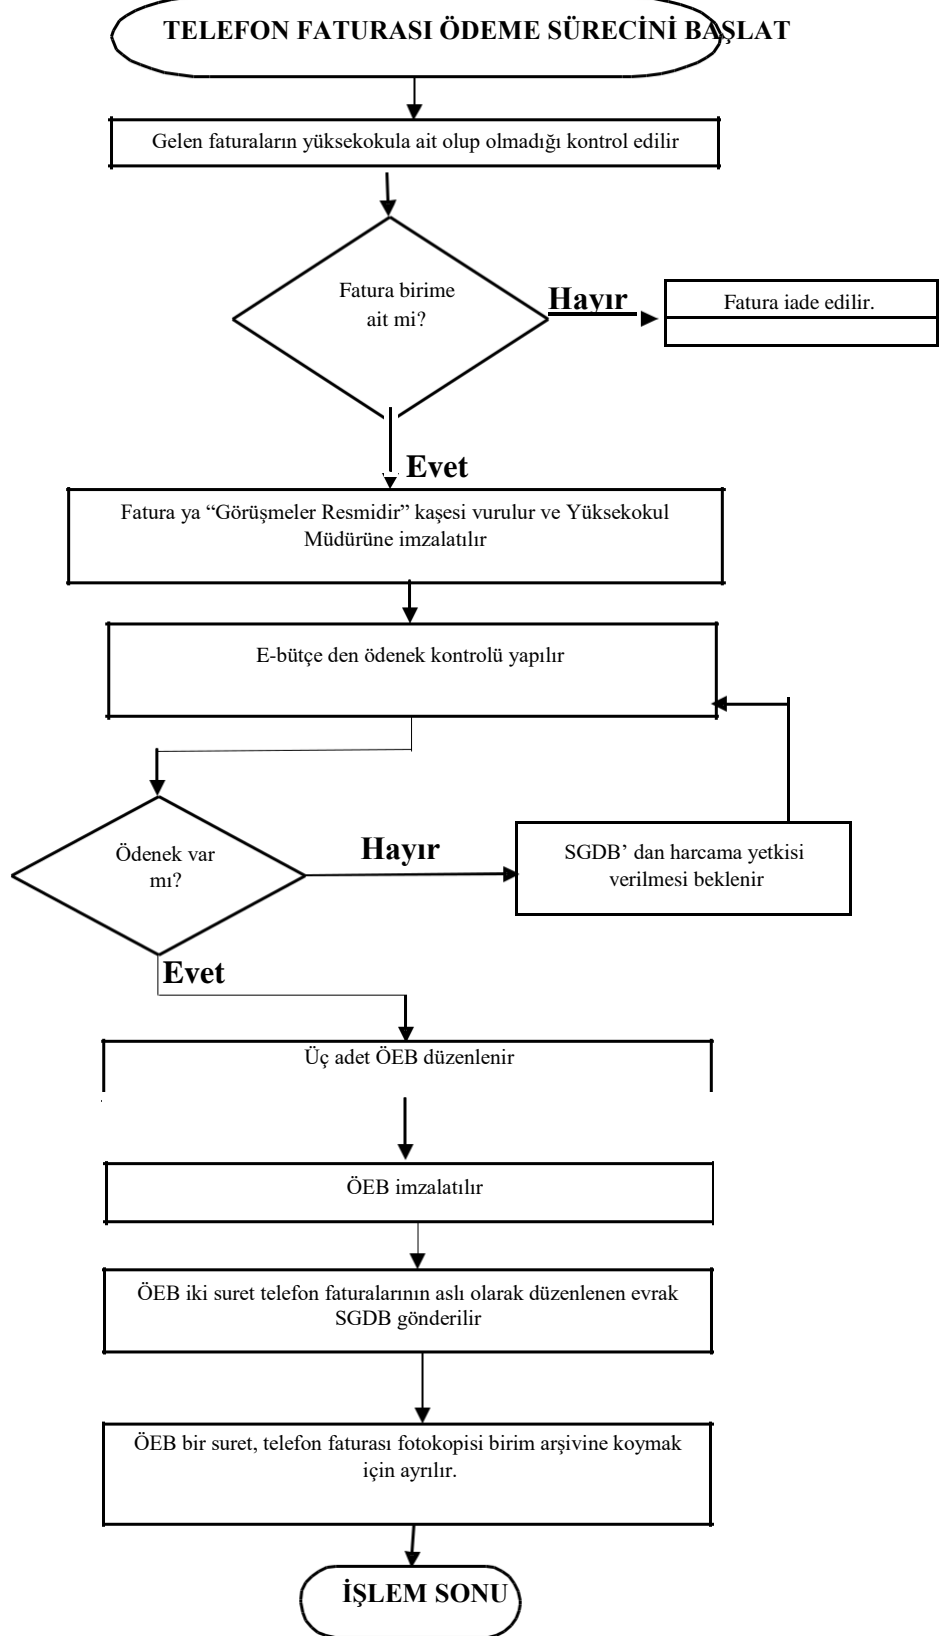 TELEFON FATURASI ÖDEME SÜRECİNİ BAŞLAT
Gelen faturaların yüksekokula ait olup olmadığı kontrol edilir
Fatura birime
ait mi?
Hayır
Fatura iade edilir.
Evet
Fatura ya “Görüşmeler Resmidir” kaşesi vurulur ve Yüksekokul
Müdürüne imzalatılır
E-bütçe den ödenek kontrolü yapılır
Ödenek var
mı?
Hayır
SGDB’ dan harcama yetkisi
verilmesi beklenir
Evet
Üç adet ÖEB düzenlenir
ÖEB imzalatılır
ÖEB iki suret telefon faturalarının aslı olarak düzenlenen evrak
SGDB gönderilir
ÖEB bir suret, telefon faturası fotokopisi birim arşivine koymak
için ayrılır.
İŞLEM SONU